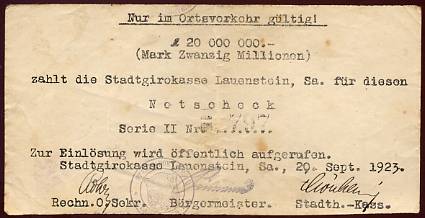 Nur im Ortsverkehr gültig!
ℳ 20 000 000.-
(Mark Zwanzig Millionen)
zahlt die Stadtgirokasse Lauenstein, Sa. für diesen
Notscheck
Serie II Nr.
Zur Einlösung wird öffentlich aufgerufen.
Stadtgirokasse Lauenstein, Sa., 20. Sept. 1923.
Rechn.O/Sekr. Bürgermeister. Stadth.-Kass.